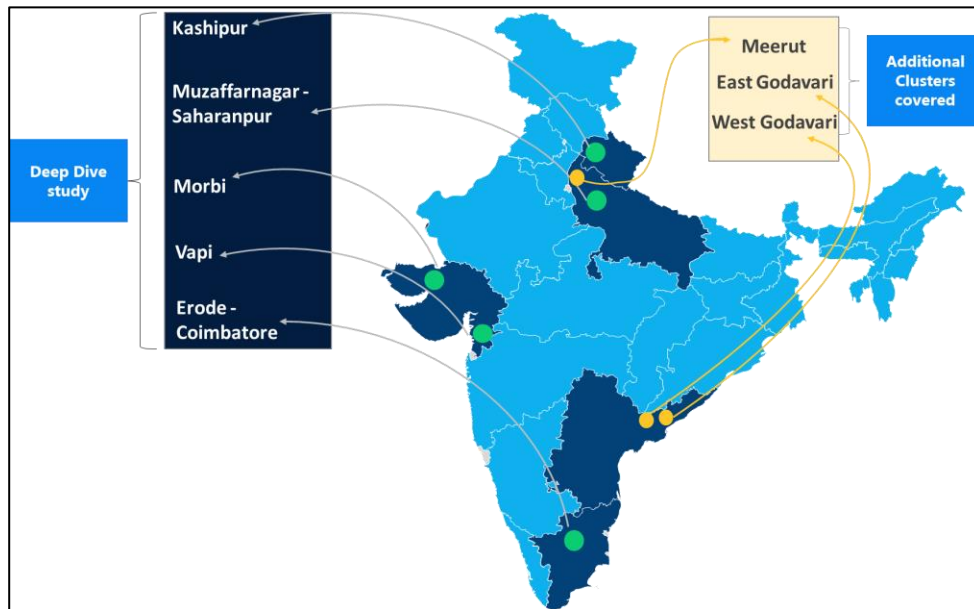 Deep Dive
study
Kashipur
Muzaffarnagar -
Saharanpur
Morbi
Vapi
Erode -
Coimbatore
Meerut
East Godavari
West Godavari
Additional
Clusters
covered